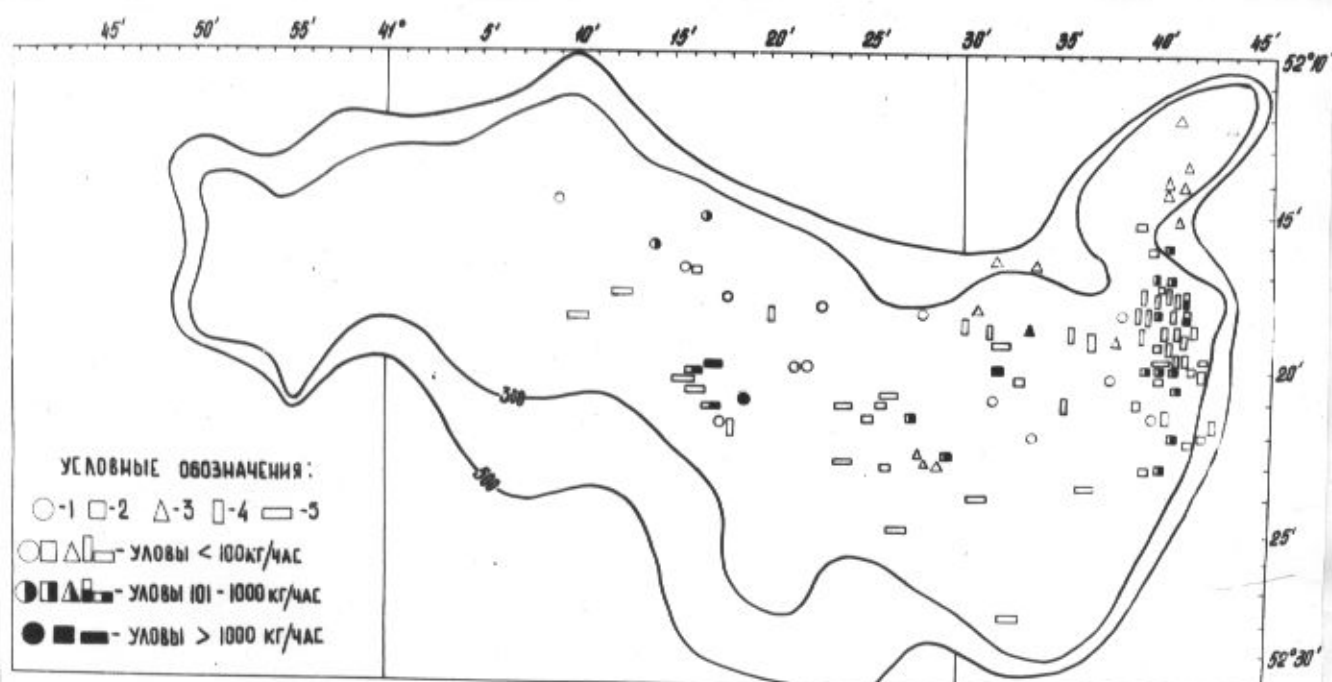 45' 50' 55' 41° 5' 10' 15' 20' 25' 30' 35' 40' 45'
52°10'
15'
20'
300
500
УСЛОВНЫЕ ОБОЗНАЧЕНИЯ:
-1 -2 -3 -4 -5
- УЛОВЫ < 100КГ/ЧАС
- УЛОВЫ 101 - 1000 КГ/ЧАС
- УЛОВЫ > 1000 КГ/ЧАС
25'
52°30'